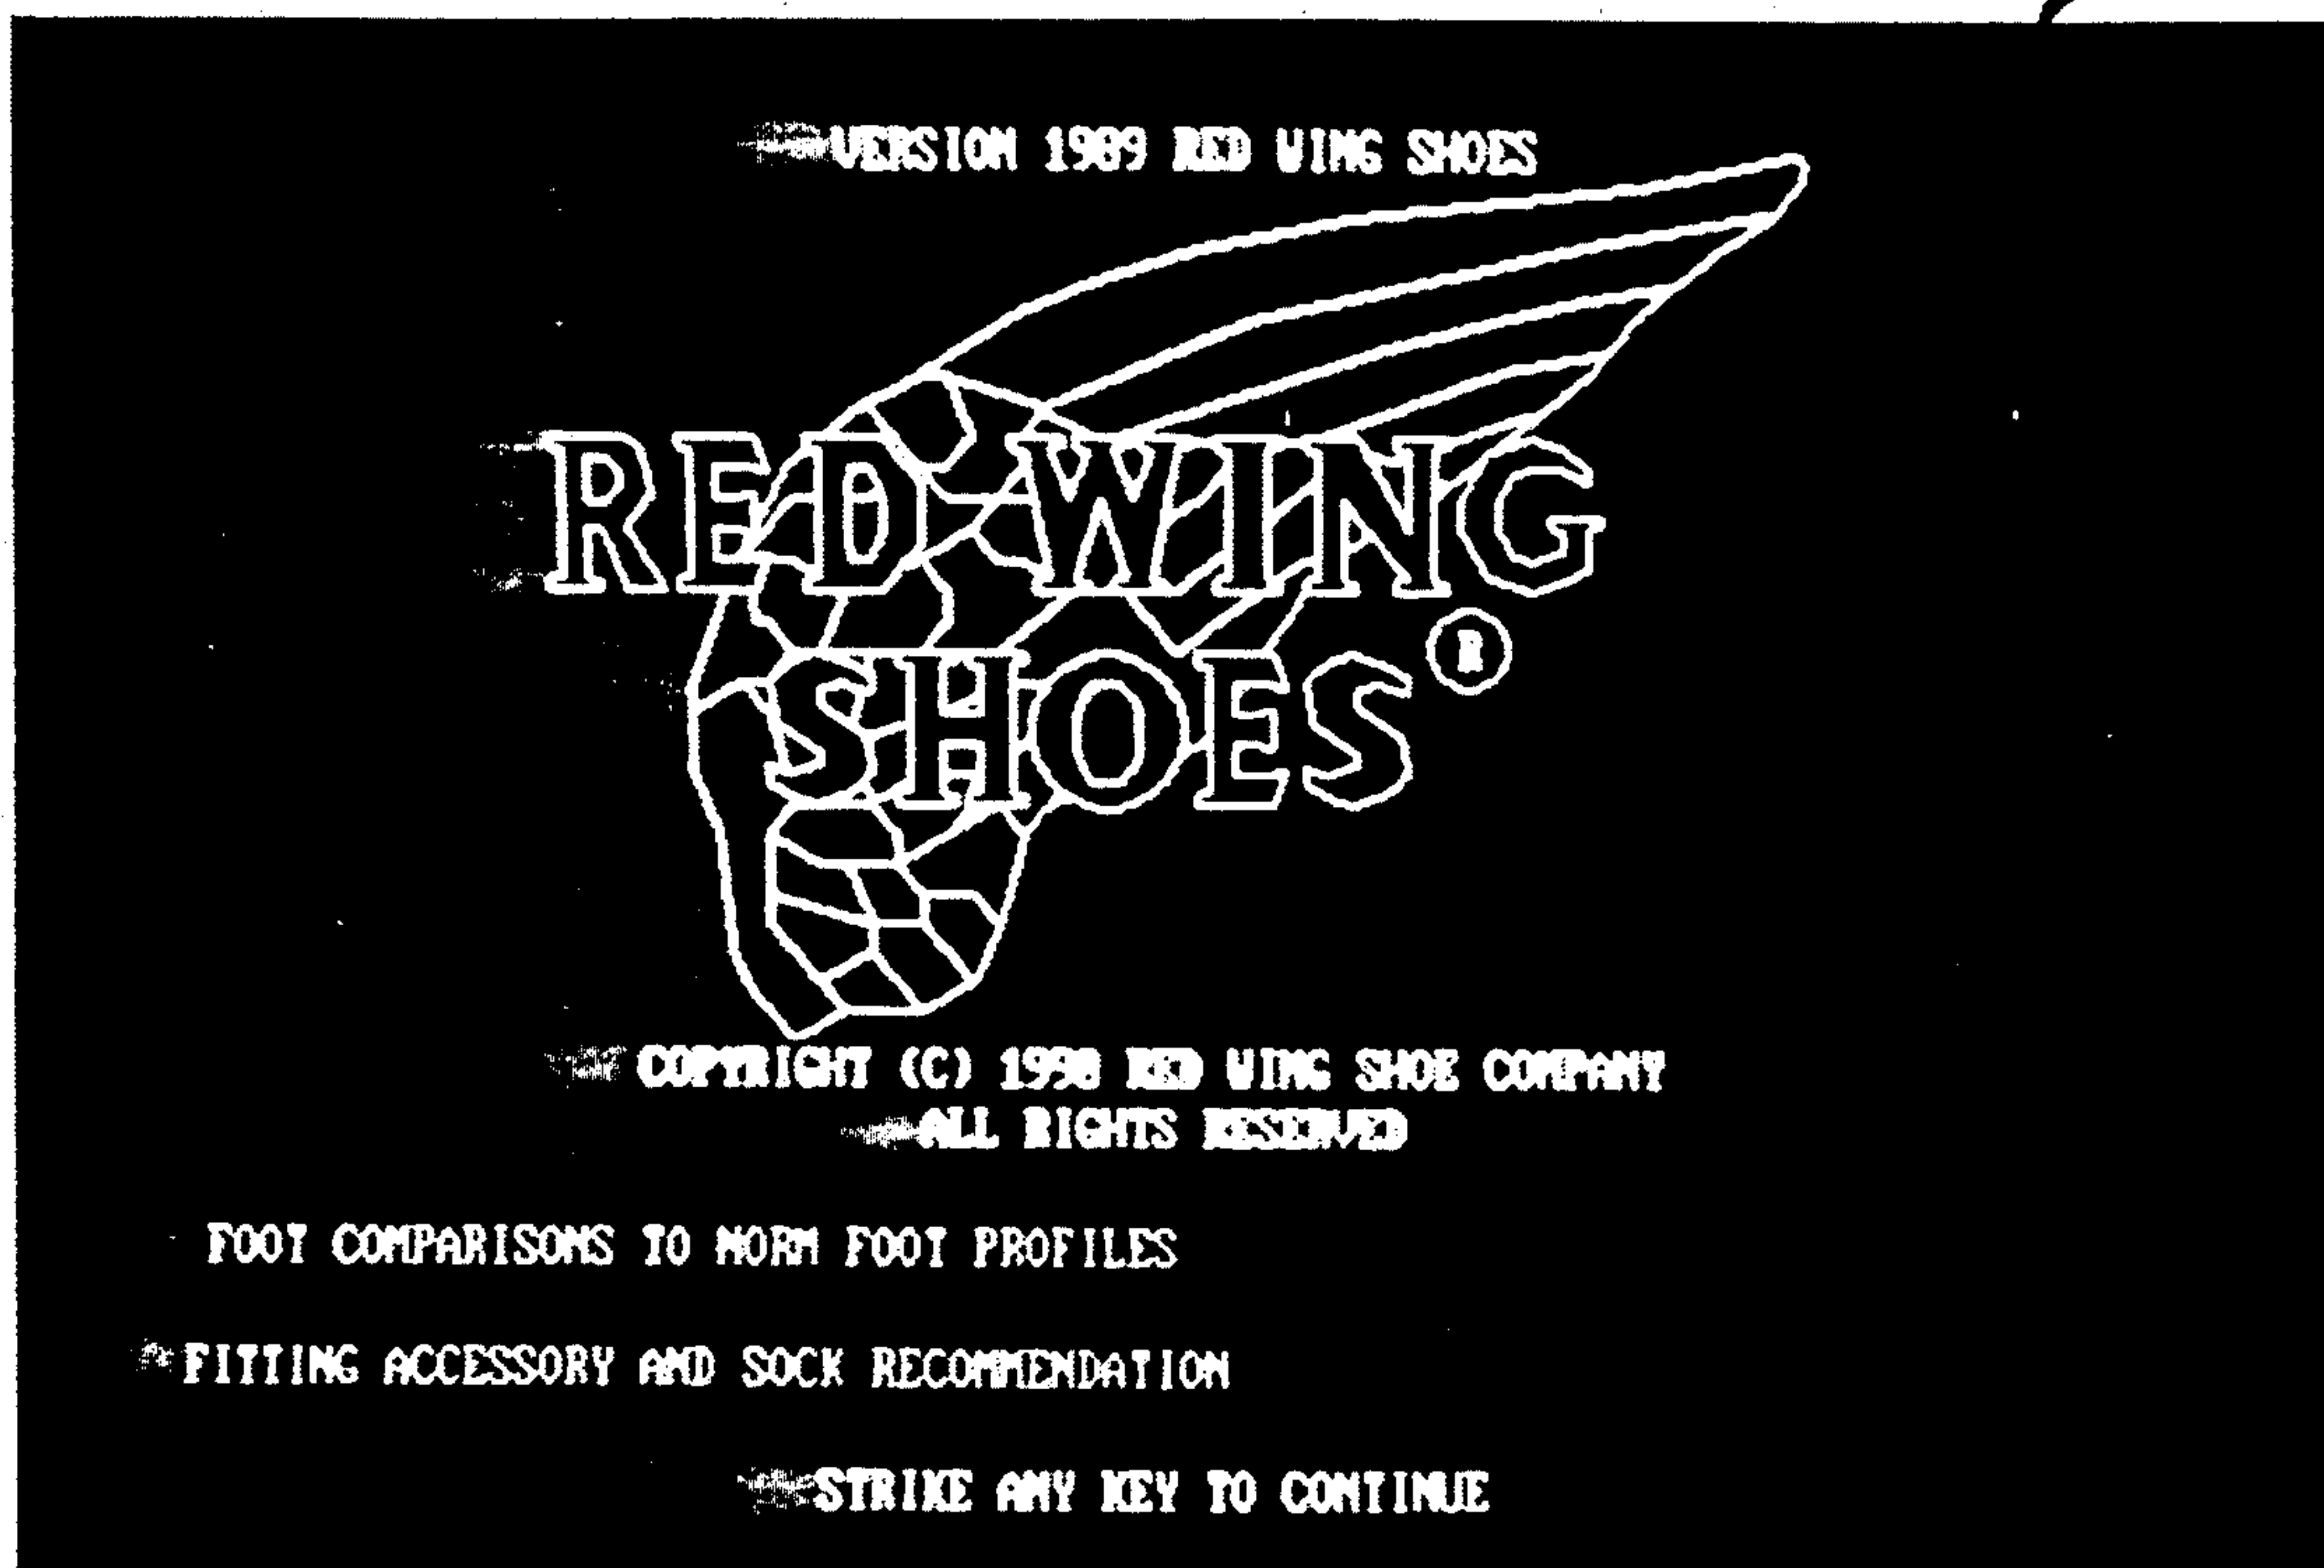 VERSION 1989 RED WING SHOES
RED WING
SHOES®
COPYRIGHT (C) 1990 RED WING SHOE COMPANY
ALL RIGHTS RESERVED
FOOT COMPARISONS TO NORM FOOT PROFILES
FITTING ACCESSORY AND SOCK RECOMMENDATION
STRIKE ANY KEY TO CONTINUE